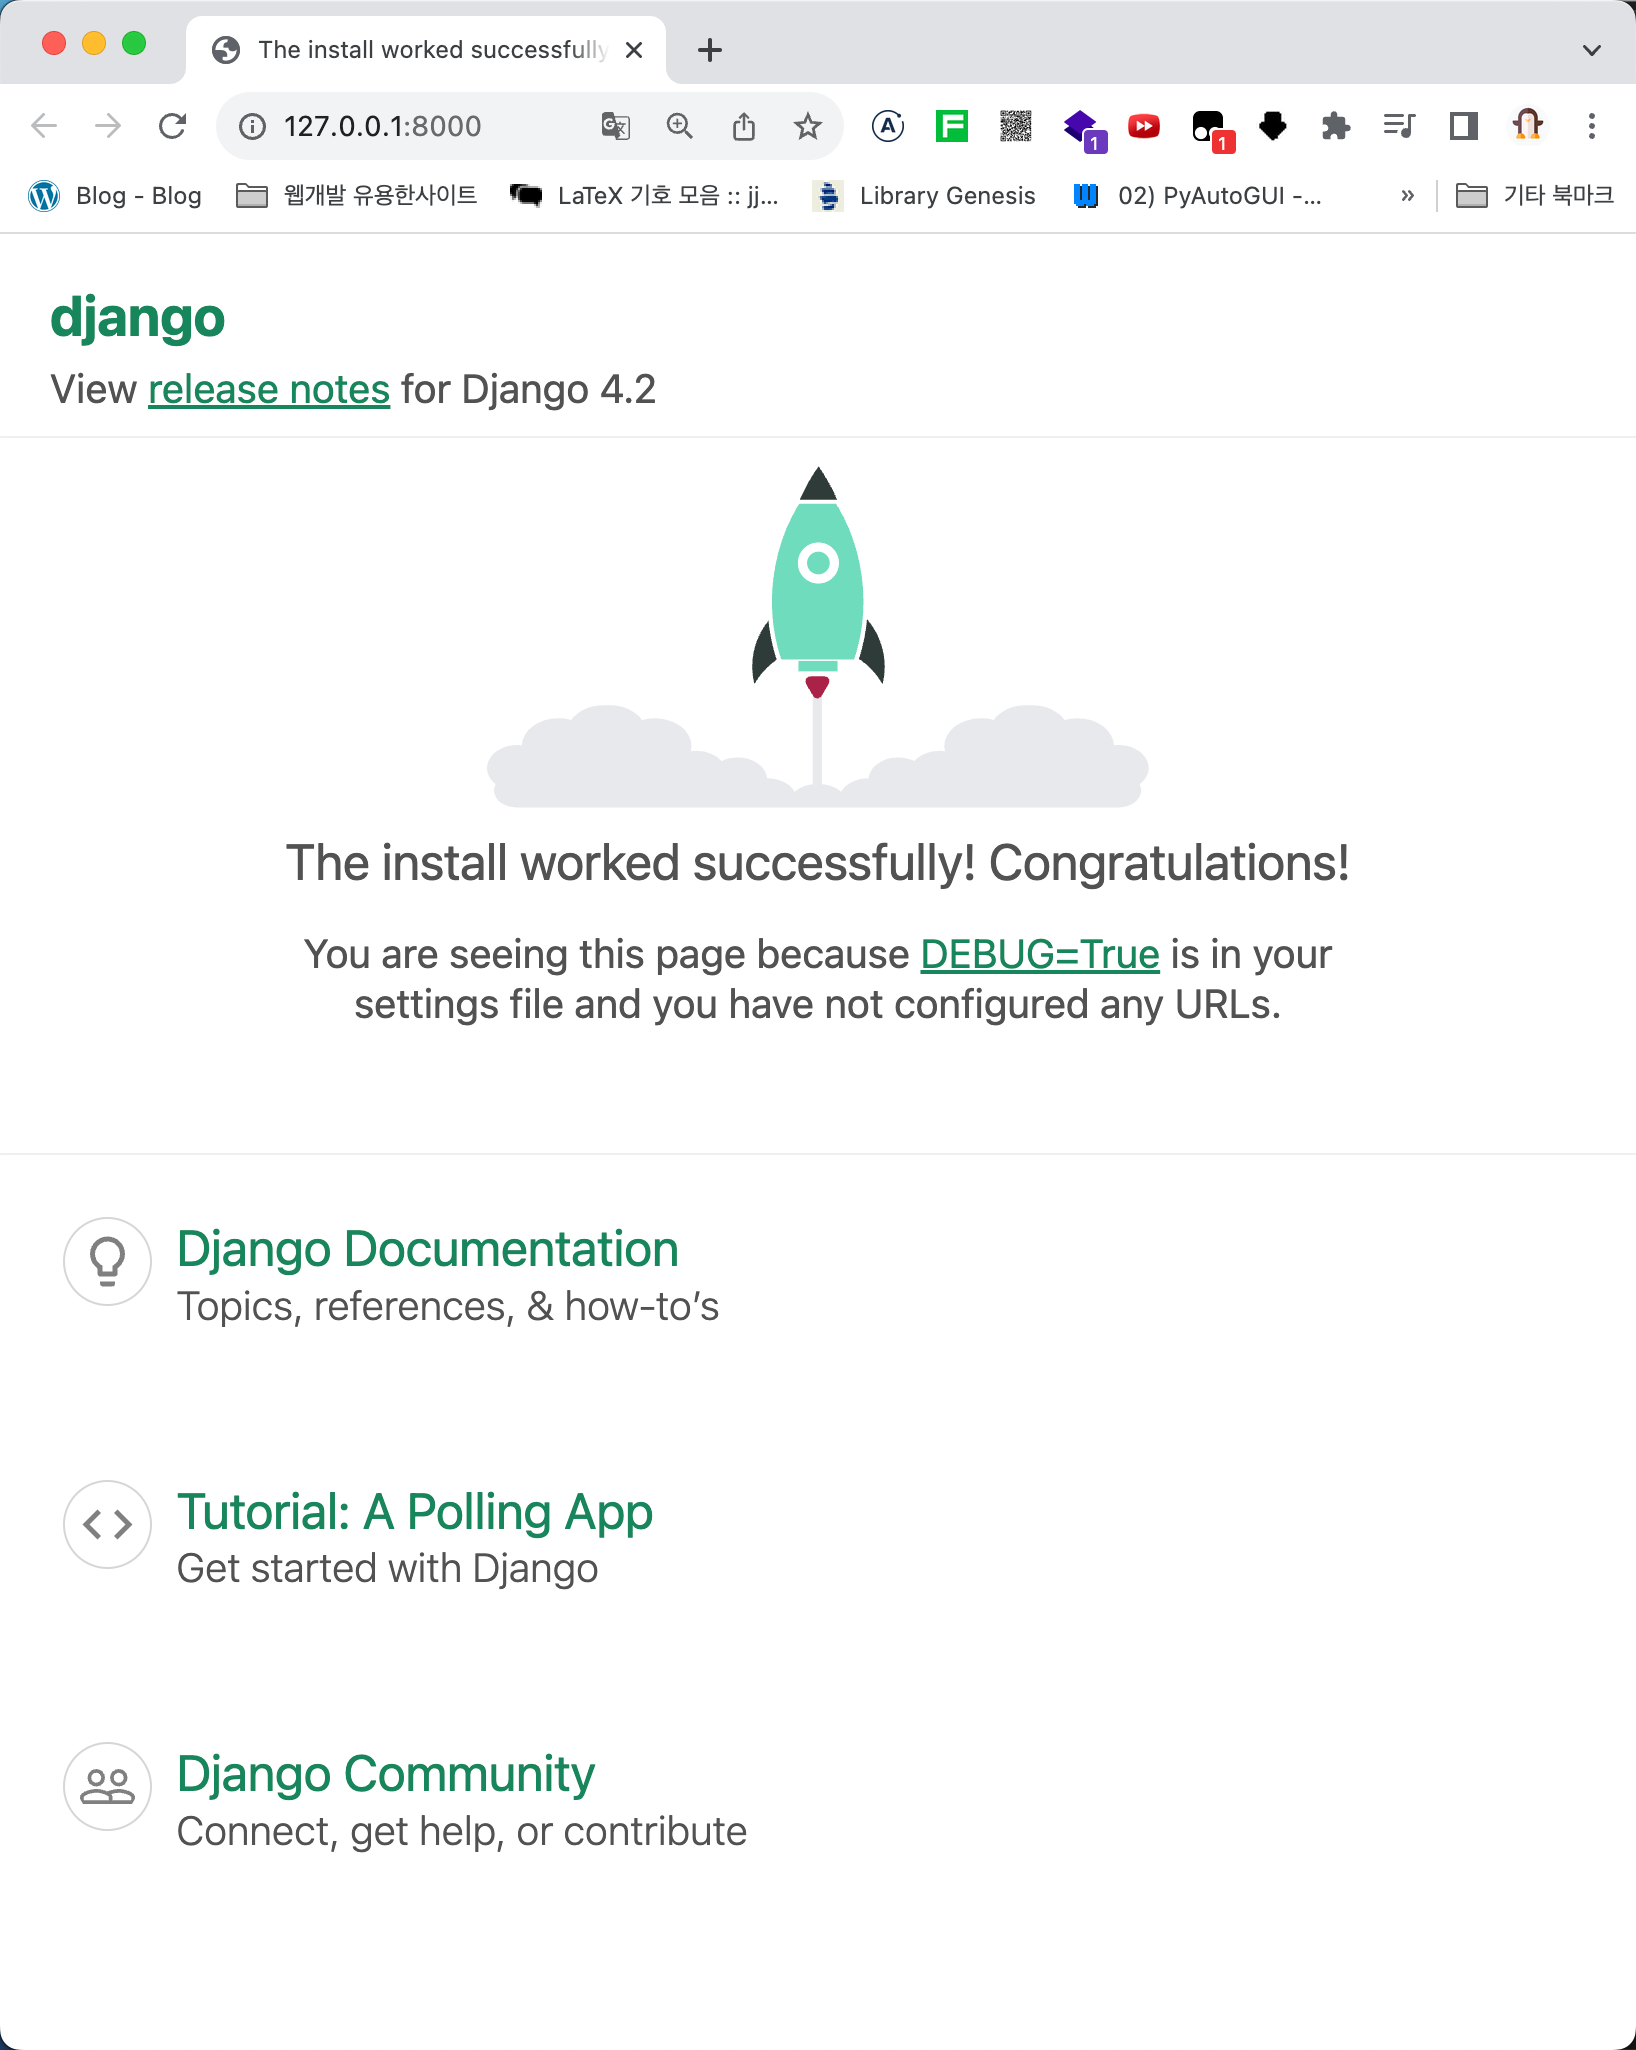 The install worked successfully
127.0.0.1:8000
1
1
Blog - Blog
웹개발 유용한사이트
LaTeX 기호 모음 :: jj...
Library Genesis
02) PyAutoGUI -...
»
기타 북마크
django
View release notes for Django 4.2
The install worked successfully! Congratulations!
You are seeing this page because DEBUG=True is in your
settings file and you have not configured any URLs.
Django Documentation
Topics, references, & how-to’s
Tutorial: A Polling App
Get started with Django
Django Community
Connect, get help, or contribute